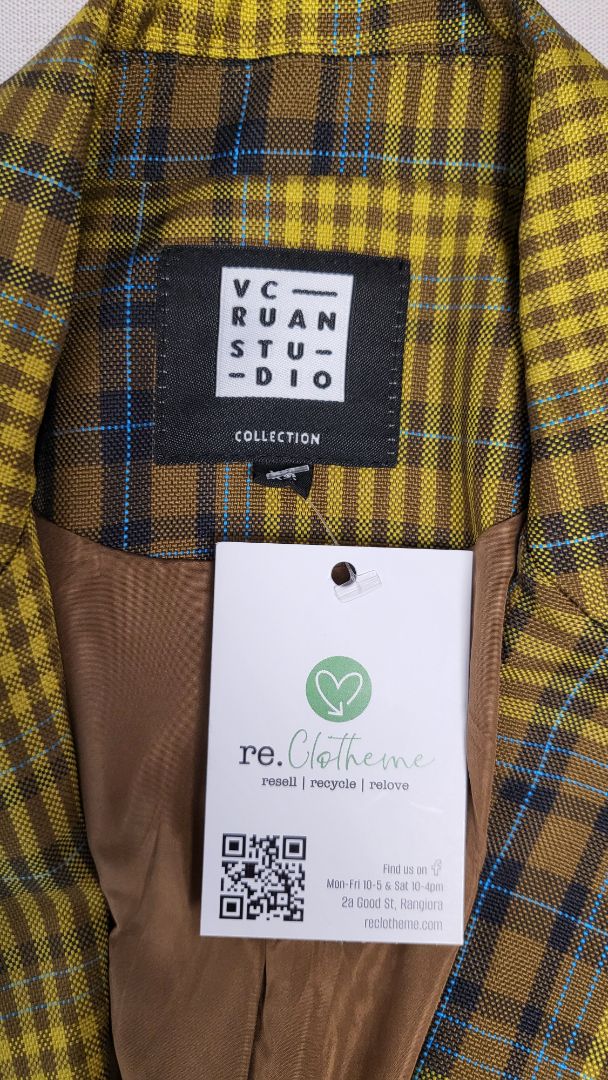 VC —
RUAN
STU–
–DIO
COLLECTION
re.Clotheme
resell | recycle | relove
Find us on
Mon-Fri 10-5 & Sat 10-4pm
2a Good St, Rangiora
reclotheme.com